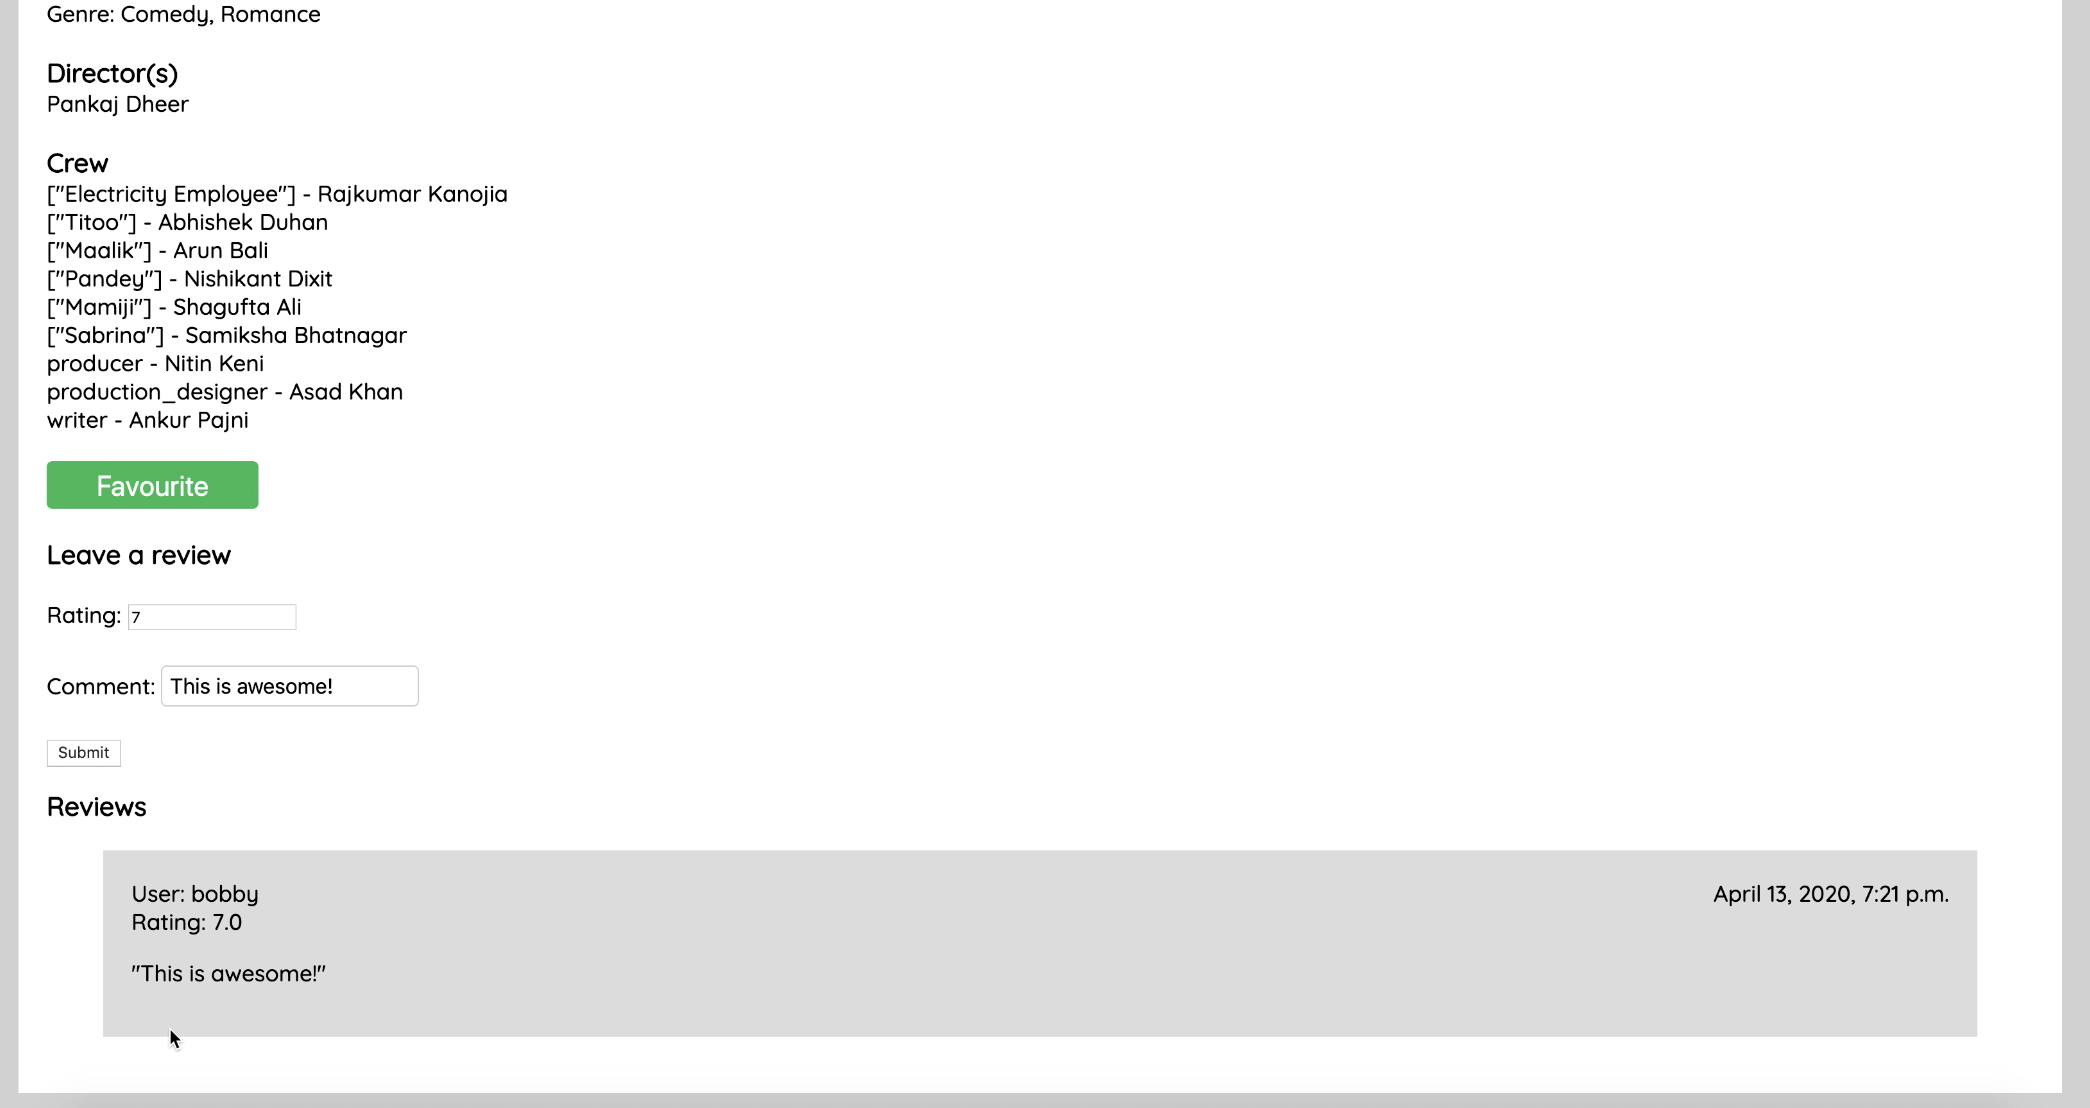 Genre: Comedy, Romance
Director(s)
Pankaj Dheer
Crew
["Electricity Employee"] - Rajkumar Kanojia
["Titoo"] - Abhishek Duhan
["Maalik"] - Arun Bali
["Pandey"] - Nishikant Dixit
["Mamiji"] - Shagufta Ali
["Sabrina"] - Samiksha Bhatnagar
producer - Nitin Keni
production_designer - Asad Khan
writer - Ankur Pajni
Favourite
Leave a review
Rating: 7
Comment: This is awesome!
Submit
Reviews
User: bobby April 13, 2020, 7:21 p.m.
Rating: 7.0
"This is awesome!"